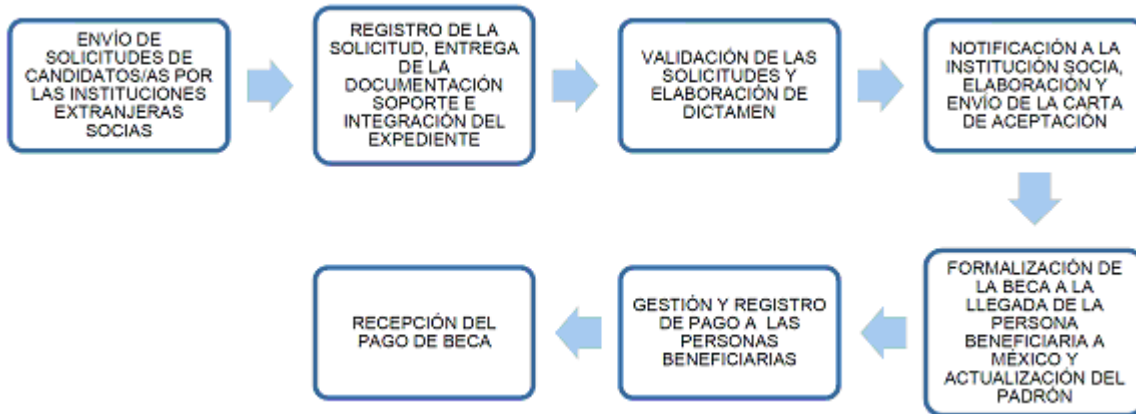 ENVÍO DE
SOLICITUDES DE
CANDIDATOS/AS POR
LAS INSTITUCIONES
EXTRANJERAS
SOCIAS
REGISTRO DE LA
SOLICITUD, ENTREGA
DE LA
DOCUMENTACIÓN
SOPORTE E
INTEGRACIÓN DEL
EXPEDIENTE
VALIDACIÓN DE LAS
SOLICITUDES Y
ELABORACIÓN DE
DICTAMEN
NOTIFICACIÓN A LA
INSTITUCIÓN SOCIA,
ELABORACIÓN Y
ENVÍO DE LA CARTA
DE ACEPTACIÓN
FORMALIZACIÓN DE
LA BECA A LA
LLEGADA DE LA
PERSONA
BENEFICIARIA A
MÉXICO Y
ACTUALIZACIÓN DEL
PADRÓN
GESTIÓN Y REGISTRO
DE PAGO A LAS
PERSONAS
BENEFICIARIAS
RECEPCIÓN DEL
PAGO DE BECA